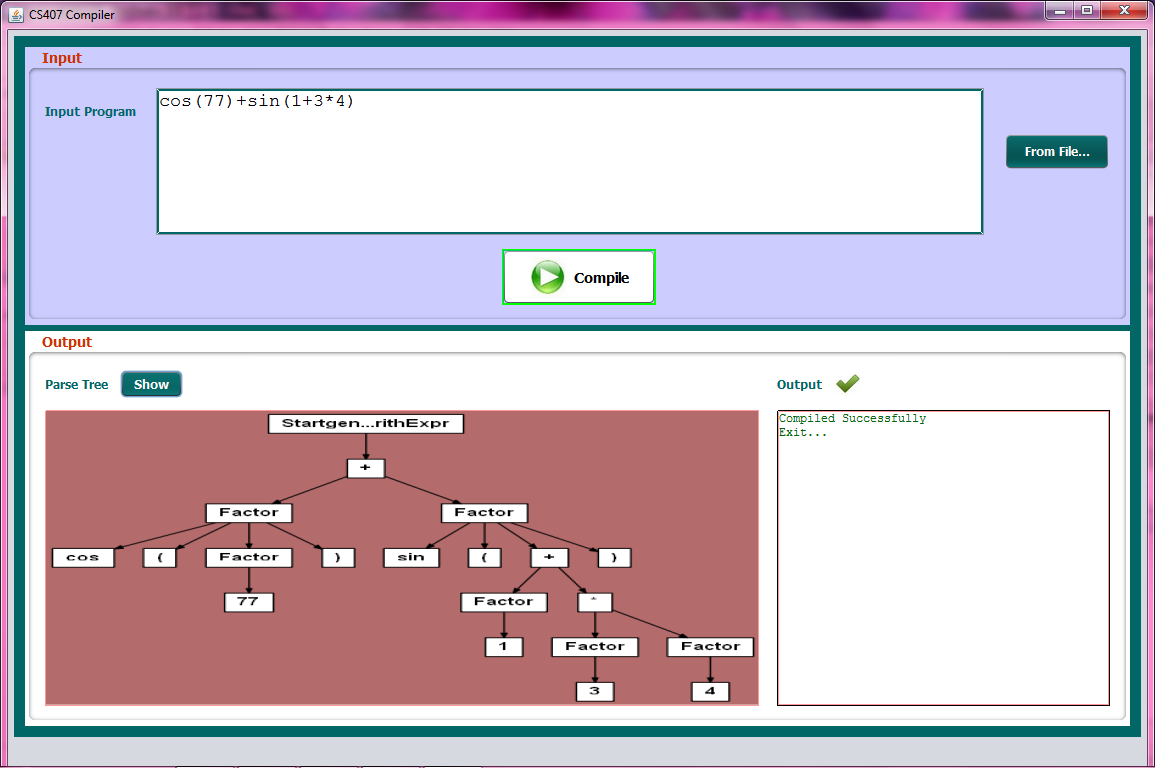 CS407 Compiler
Input
Input Program
cos(77)+sin(1+3*4)
From File...
Compile
Output
Parse Tree Show
Output
Startgen...rithExpr
+
Factor Factor
cos ( Factor ) sin ( + )
77 Factor *
1 Factor Factor
3 4
Compiled Successfully
Exit...